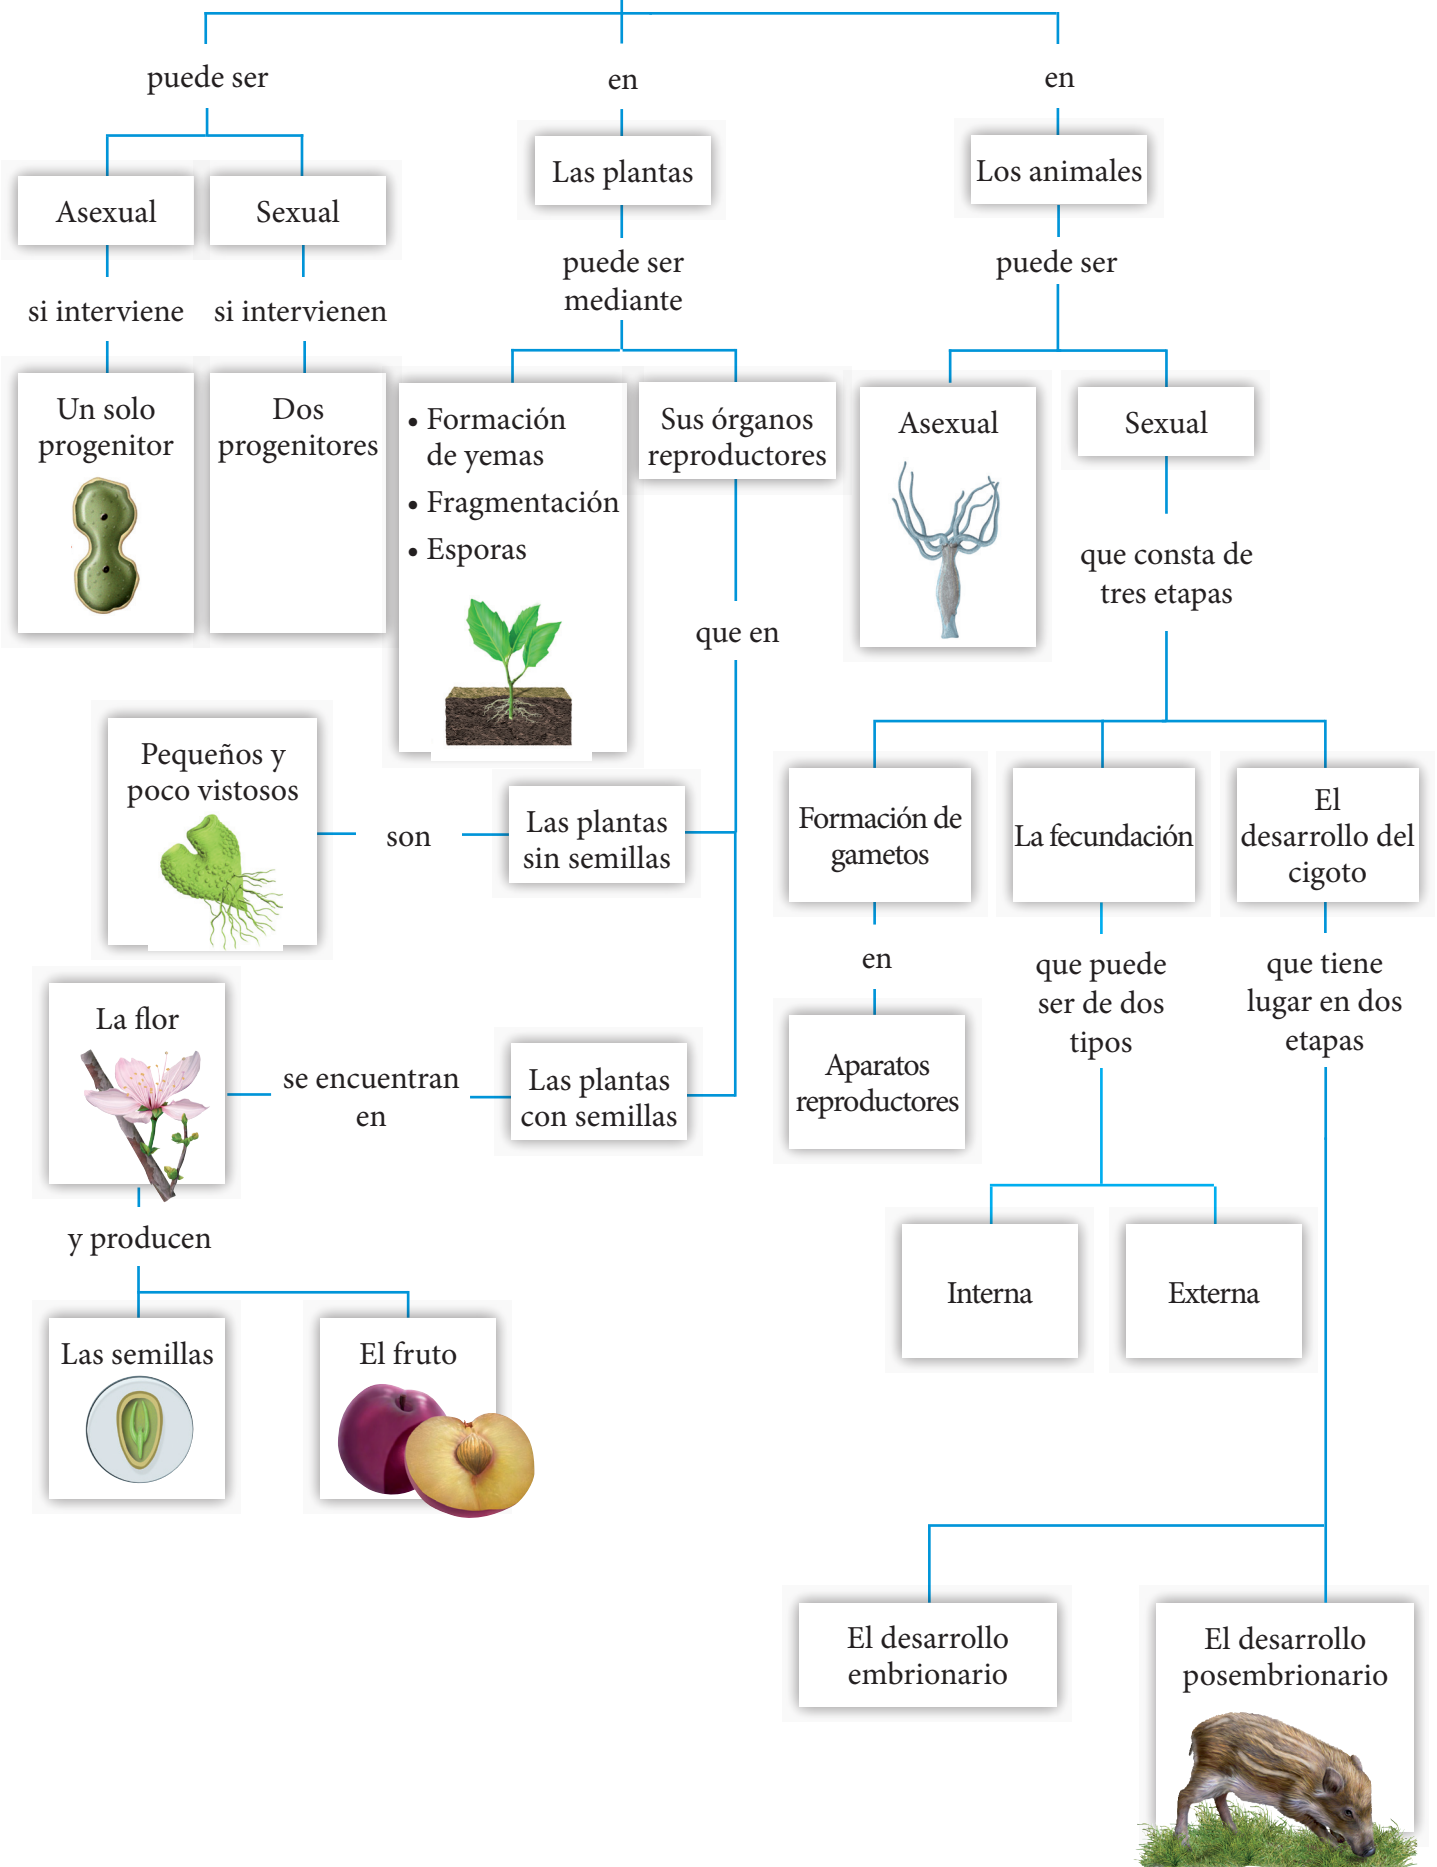 puede ser
en
en
Asexual
Sexual
Las plantas
Los animales
si interviene
si intervienen
puede ser
mediante
puede ser
Un solo
progenitor
Dos
progenitores
• Formación
de yemas
• Fragmentación
• Esporas
Sus órganos
reproductores
Asexual
Sexual
que en
que consta de
tres etapas
Pequeños y
poco vistosos
son
Las plantas
sin semillas
Formación de
gametos
La fecundación
El
desarrollo del
cigoto
en
que puede
ser de dos
tipos
que tiene
lugar en dos
etapas
La flor
se encuentran
en
Las plantas
con semillas
Aparatos
reproductores
y producen
Interna
Externa
Las semillas
El fruto
El desarrollo
embrionario
El desarrollo
posembrionario